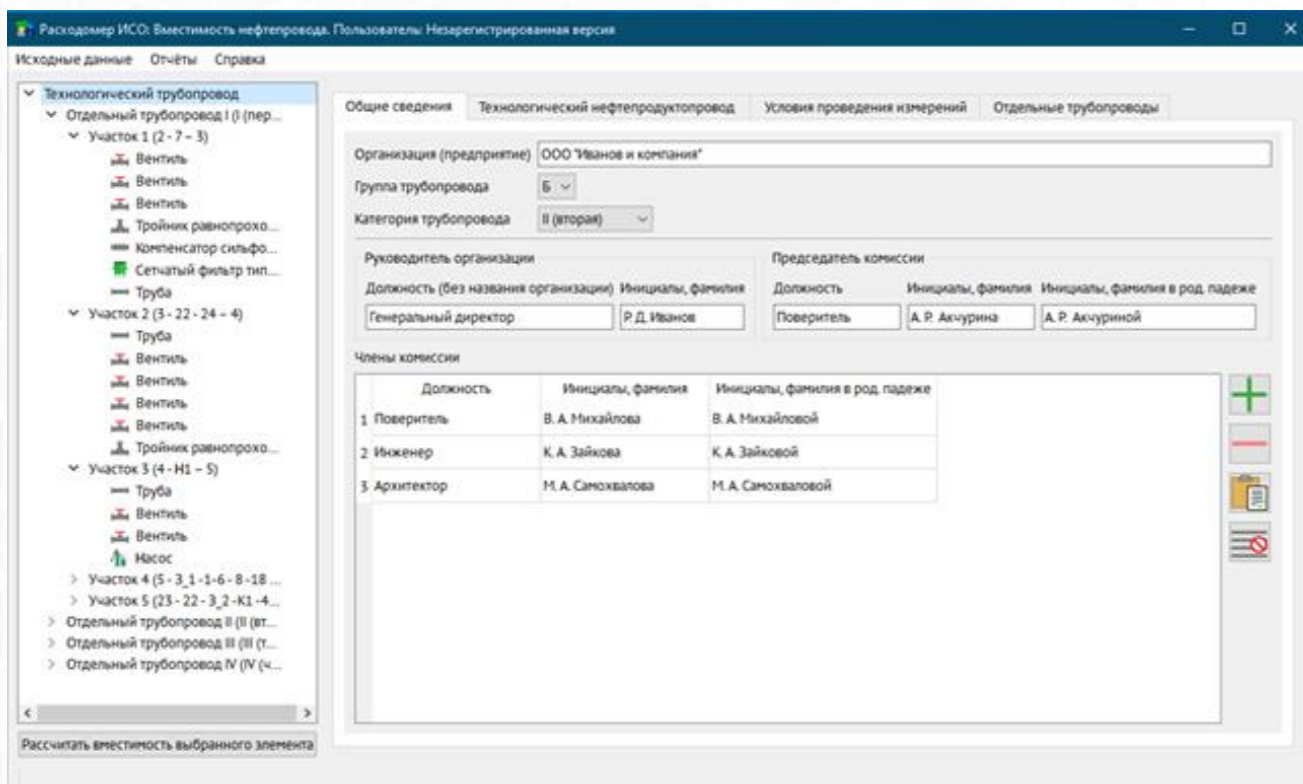 Расходомер ИСО: Вместимость нефтепровода. Пользователь: Незарегистрированная версия
Исходные данные Отчёты Справка
Технологический трубопровод
Отдельный трубопровод I (I (пер...
Участок 1 (2 - 7 – 3)
Вентиль
Вентиль
Вентиль
Тройник равнопрохо...
Компенсатор сильфо...
Сетчатый фильтр тип...
Труба
Участок 2 (3 - 22 - 24 – 4)
Труба
Вентиль
Вентиль
Вентиль
Вентиль
Тройник равнопрохо...
Участок 3 (4 - Н1 – 5)
Труба
Вентиль
Вентиль
Насос
Участок 4 (5 - 3_1 -1-6 - 8 -18 ...
Участок 5 (23 - 22 - 3_2 -К1 -4...
Отдельный трубопровод II (II (вт...
Отдельный трубопровод III (III (т...
Отдельный трубопровод IV (IV (ч...
Рассчитать вместимость выбранного элемента
Общие сведения Технологический нефтепродуктопровод Условия проведения измерений Отдельные трубопроводы
Организация (предприятие) ООО "Иванов и компания"
Группа трубопровода Б
Категория трубопровода II (вторая)
Руководитель организации Председатель комиссии
Должность (без названия организации) Инициалы, фамилия Должность Инициалы, фамилия Инициалы, фамилия в род. падеже
Генеральный директор Р. Д. Иванов Поверитель А. Р. Акчурина А. Р. Акчуриной
Члены комиссии
Должность Инициалы, фамилия Инициалы, фамилия в род. падеже
1 Поверитель В. А. Михайлова В. А. Михайловой
2 Инженер К. А. Зайкова К. А. Зайковой
3 Архитектор М. А. Самохвалова М. А. Самохваловой